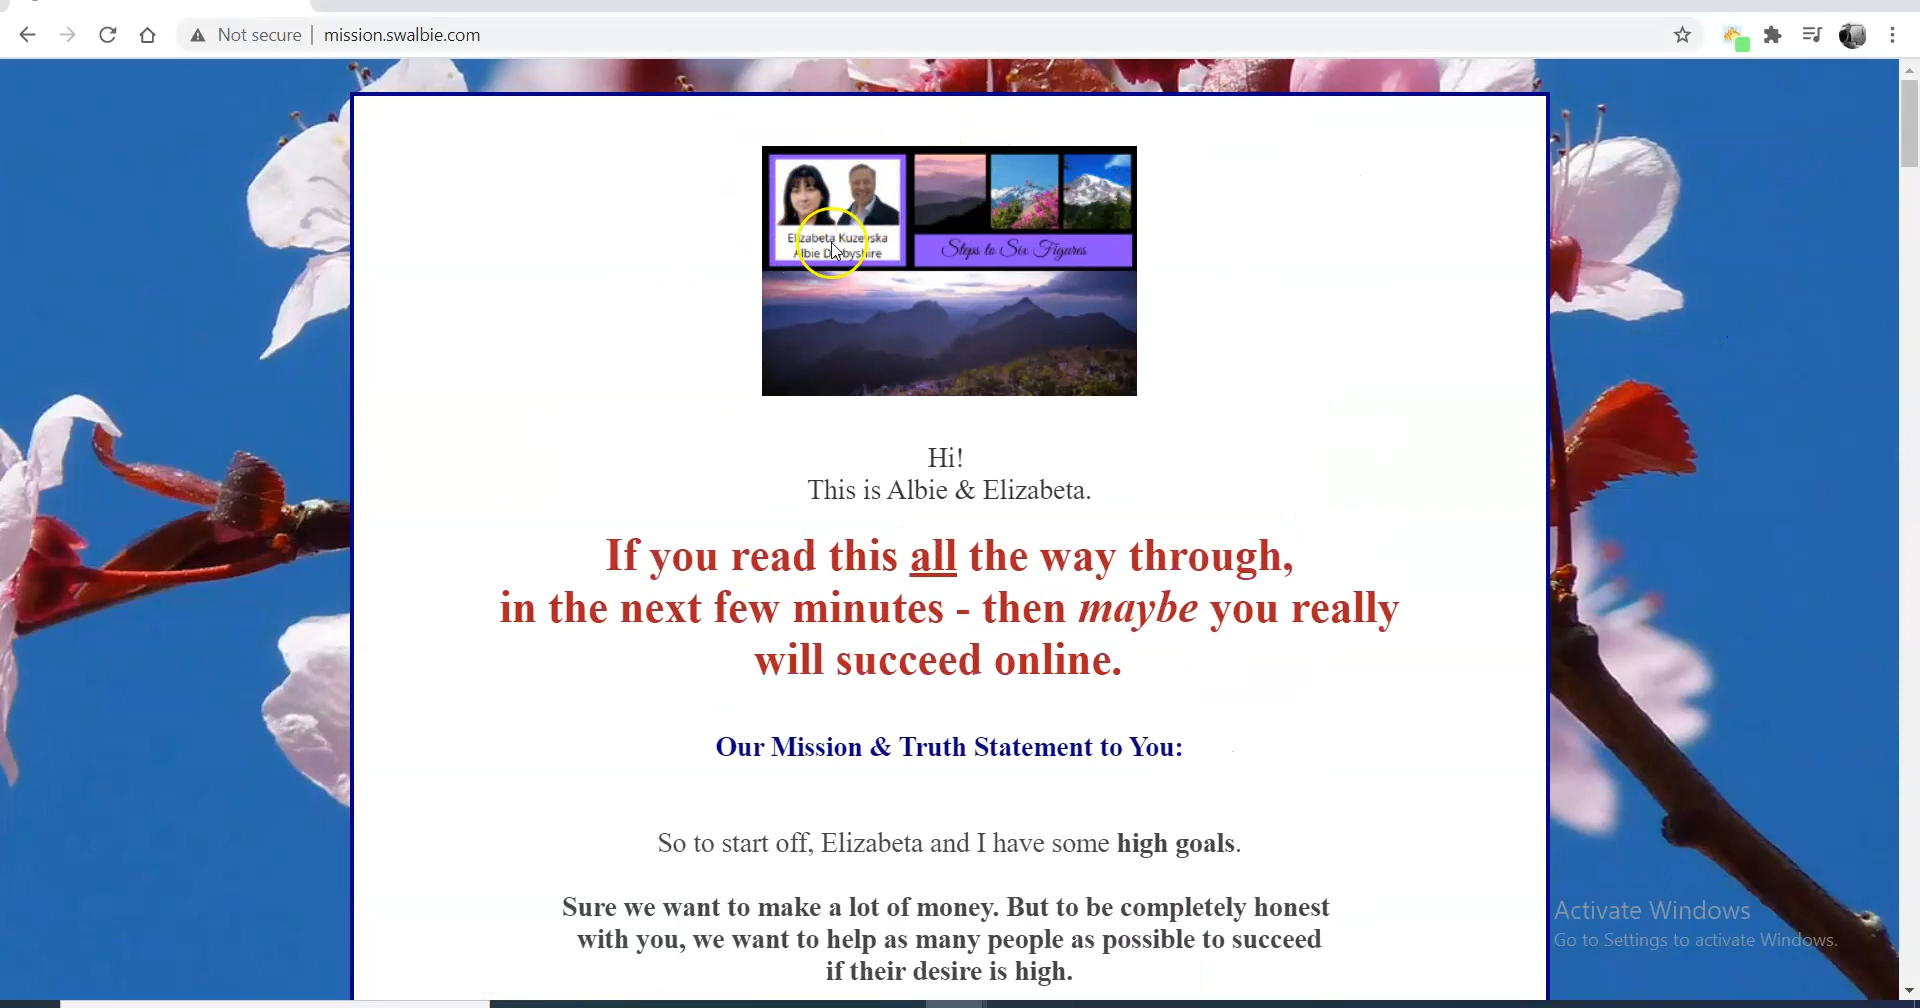 Not secure
mission.swalbie.com
Elizabeta Kuzevska
Albie Derbyshire
Steps to Six Figures
Hi!
This is Albie & Elizabeta.
If you read this all the way through,
in the next few minutes - then maybe you really
will succeed online.
Our Mission & Truth Statement to You:
So to start off, Elizabeta and I have some high goals.
Sure we want to make a lot of money. But to be completely honest
with you, we want to help as many people as possible to succeed
if their desire is high.
Activate Windows
Go to Settings to activate Windows.